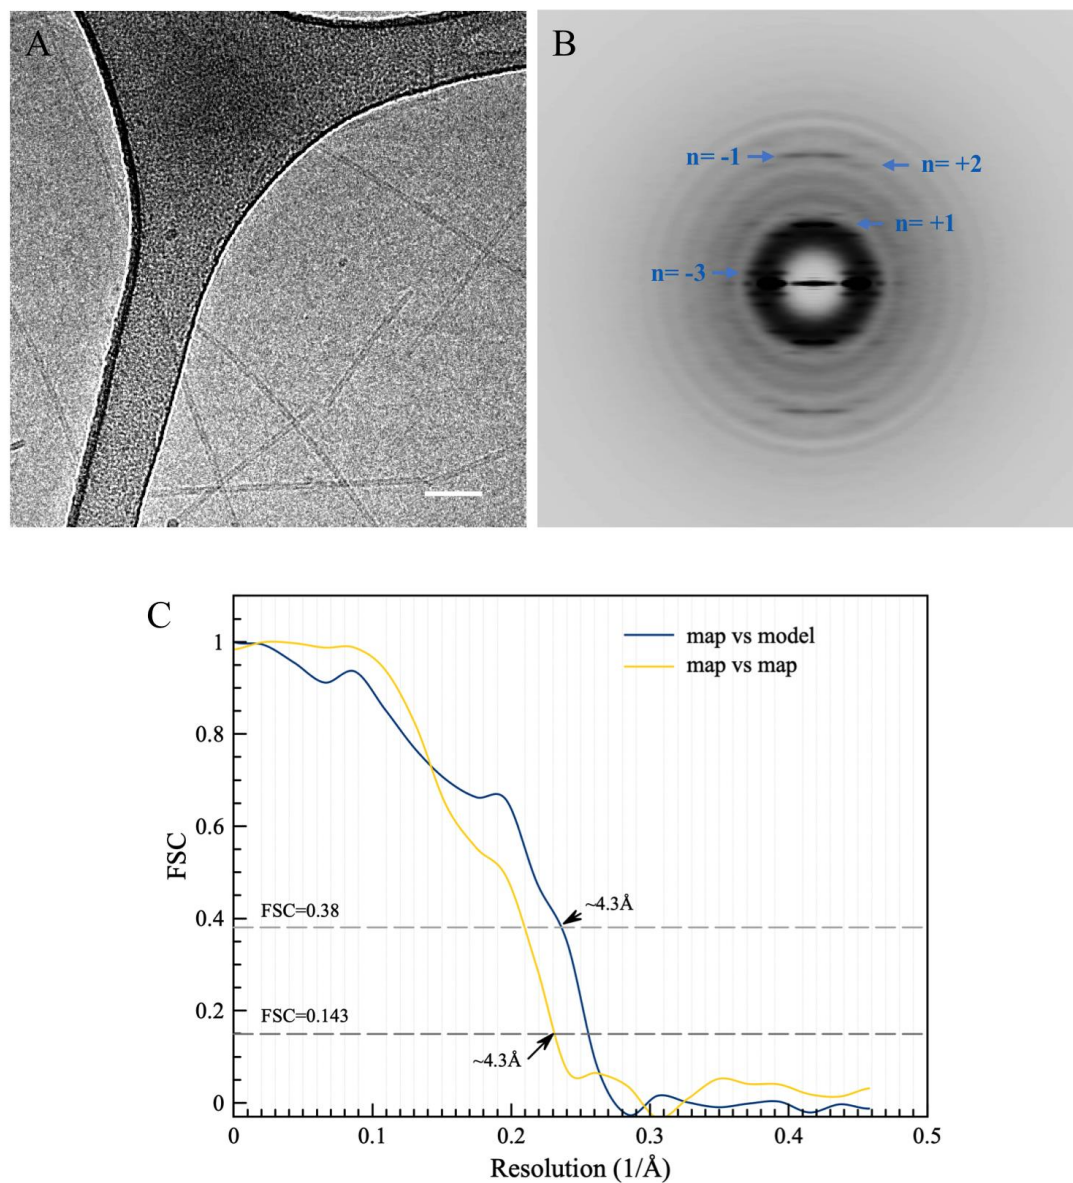 A
B
n= -1
n= +2
n= +1
n= -3
C
map vs model
map vs map
1
0.8
0.6
0.4
0.2
0
FSC
FSC=0.38
~4.3Å
FSC=0.143
~4.3Å
0
0.1
0.2
0.3
0.4
0.5
Resolution (1/Å)